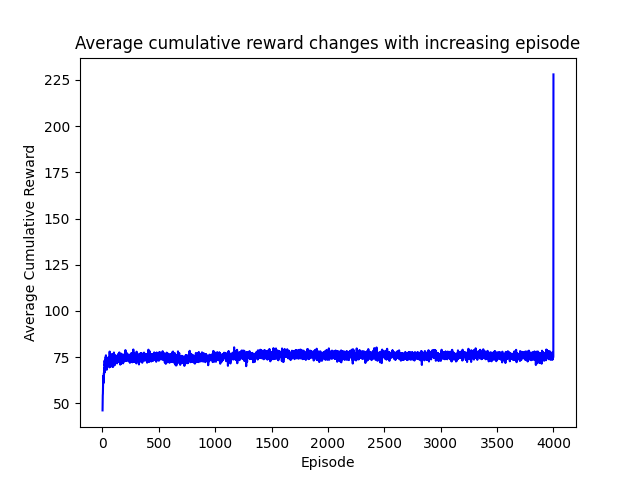 Average cumulative reward changes with increasing episode
225
200
175
150
125
100
75
50
Average Cumulative Reward
0 500 1000 1500 2000 2500 3000 3500 4000
Episode